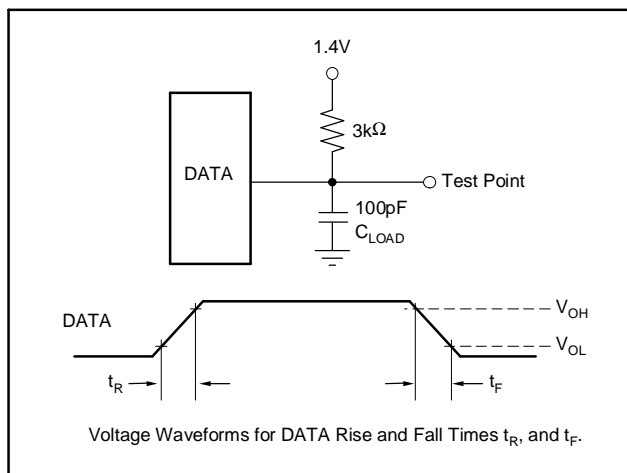 1.4V
3kΩ
DATA
Test Point
100pF
C_LOAD
DATA
V_OH
V_OL
t_R
t_F
Voltage Waveforms for DATA Rise and Fall Times t_R, and t_F.